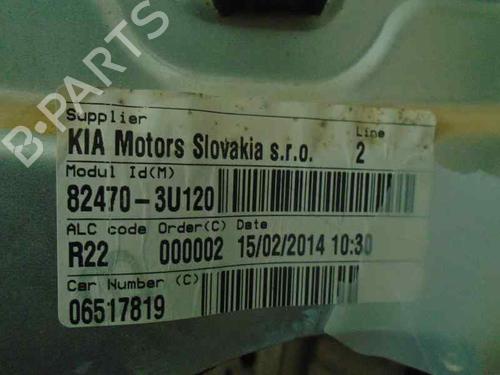 B-PARTS
Supplier Line
KIA Motors Slovakia s.r.o. 2
Modul Id(M)
82470-3U120
ALC code Order(C) Date
R22 000002 15/02/2014 10:30
Car Number (C)
06517819